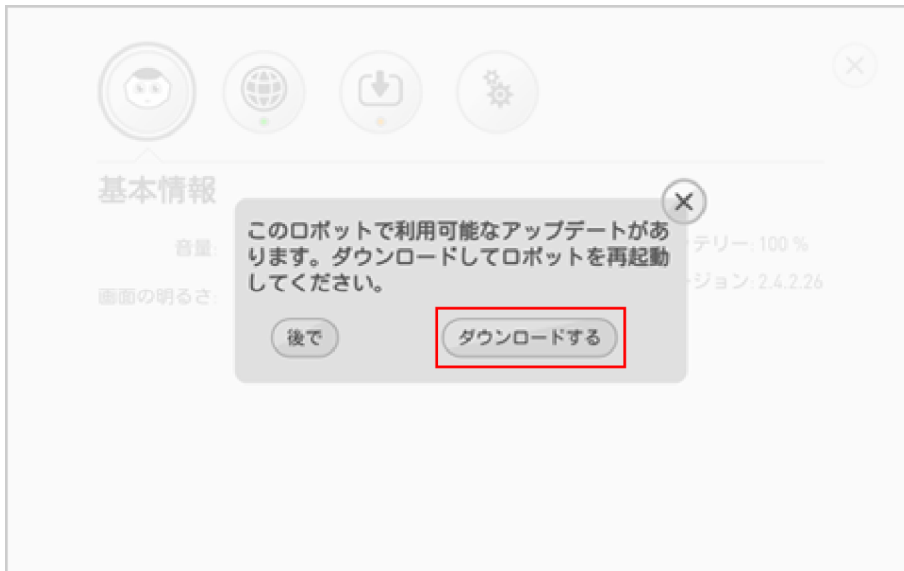 基本情報
音量:
このロボットで利用可能なアップデートがあ
ります。ダウンロードしてロボットを再起動
してください。
テリー: 100 %
画面の明るさ:
ージョン: 2.4.2.26
後で
ダウンロードする